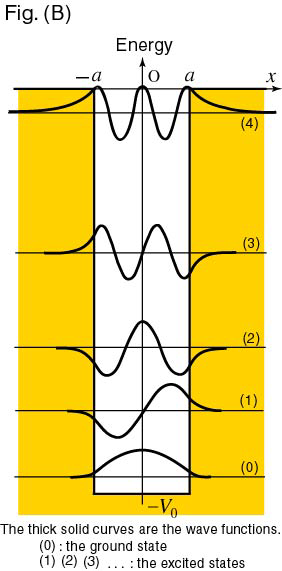 Fig. (B)
Energy
−a O a x
(4)
(3)
(2)
(1)
(0)
−V₀
The thick solid curves are the wave functions.
(0) : the ground state
(1) (2) (3) . . . : the excited states